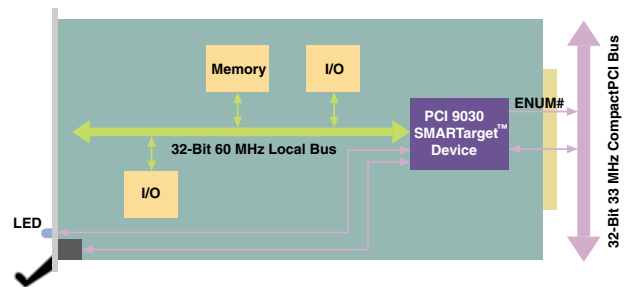 Memory
I/O
PCI 9030
SMARTarget™
Device
ENUM#
32-Bit 60 MHz Local Bus
I/O
LED
32-Bit 33 MHz CompactPCI Bus